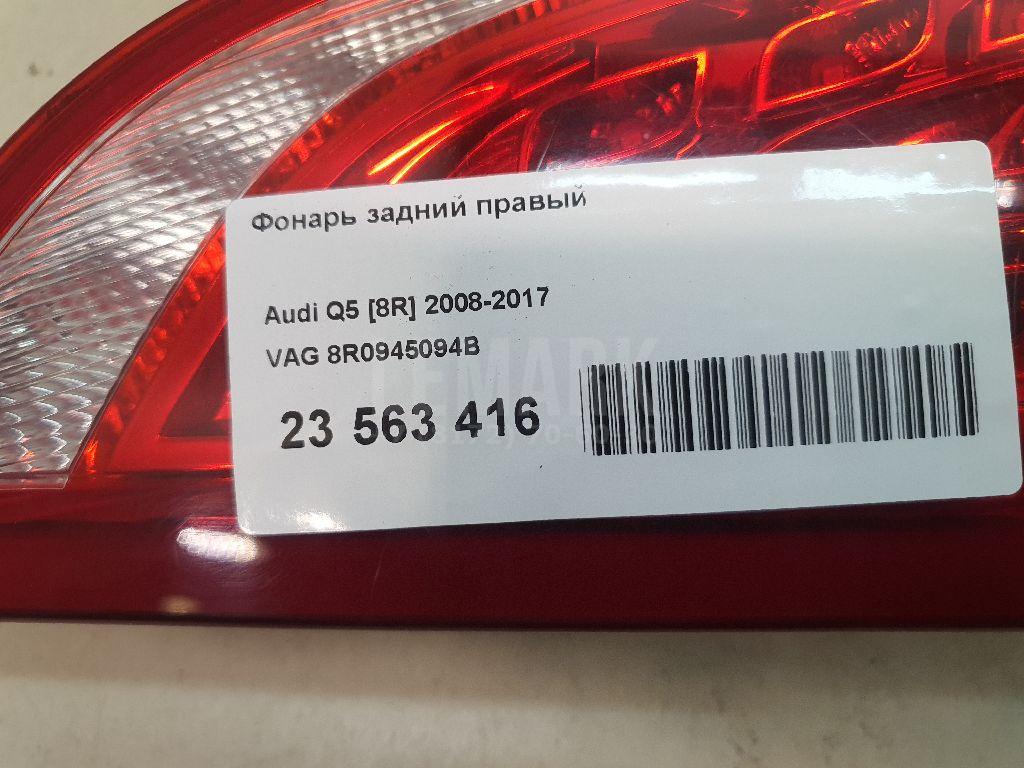 Фонарь задний правый
Audi Q5 [8R] 2008-2017
VAG 8R0945094B
23 563 416